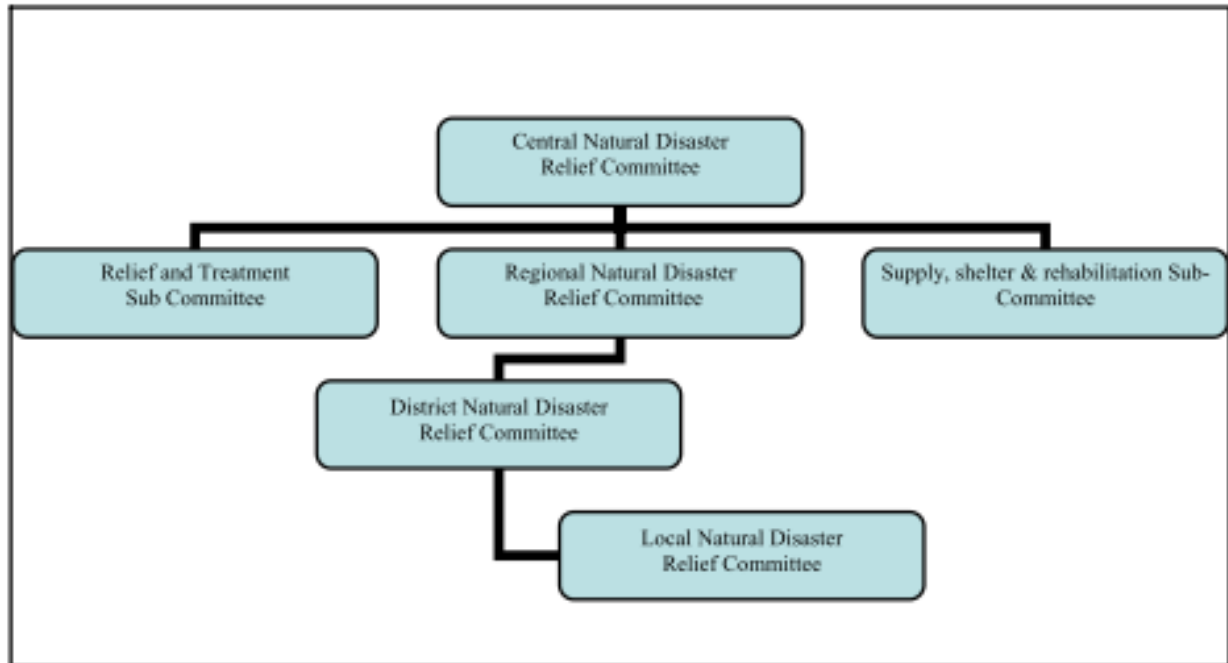 Central Natural Disaster
Relief Committee
Relief and Treatment
Sub Committee
Regional Natural Disaster
Relief Committee
Supply, shelter & rehabilitation Sub-
Committee
District Natural Disaster
Relief Committee
Local Natural Disaster
Relief Committee